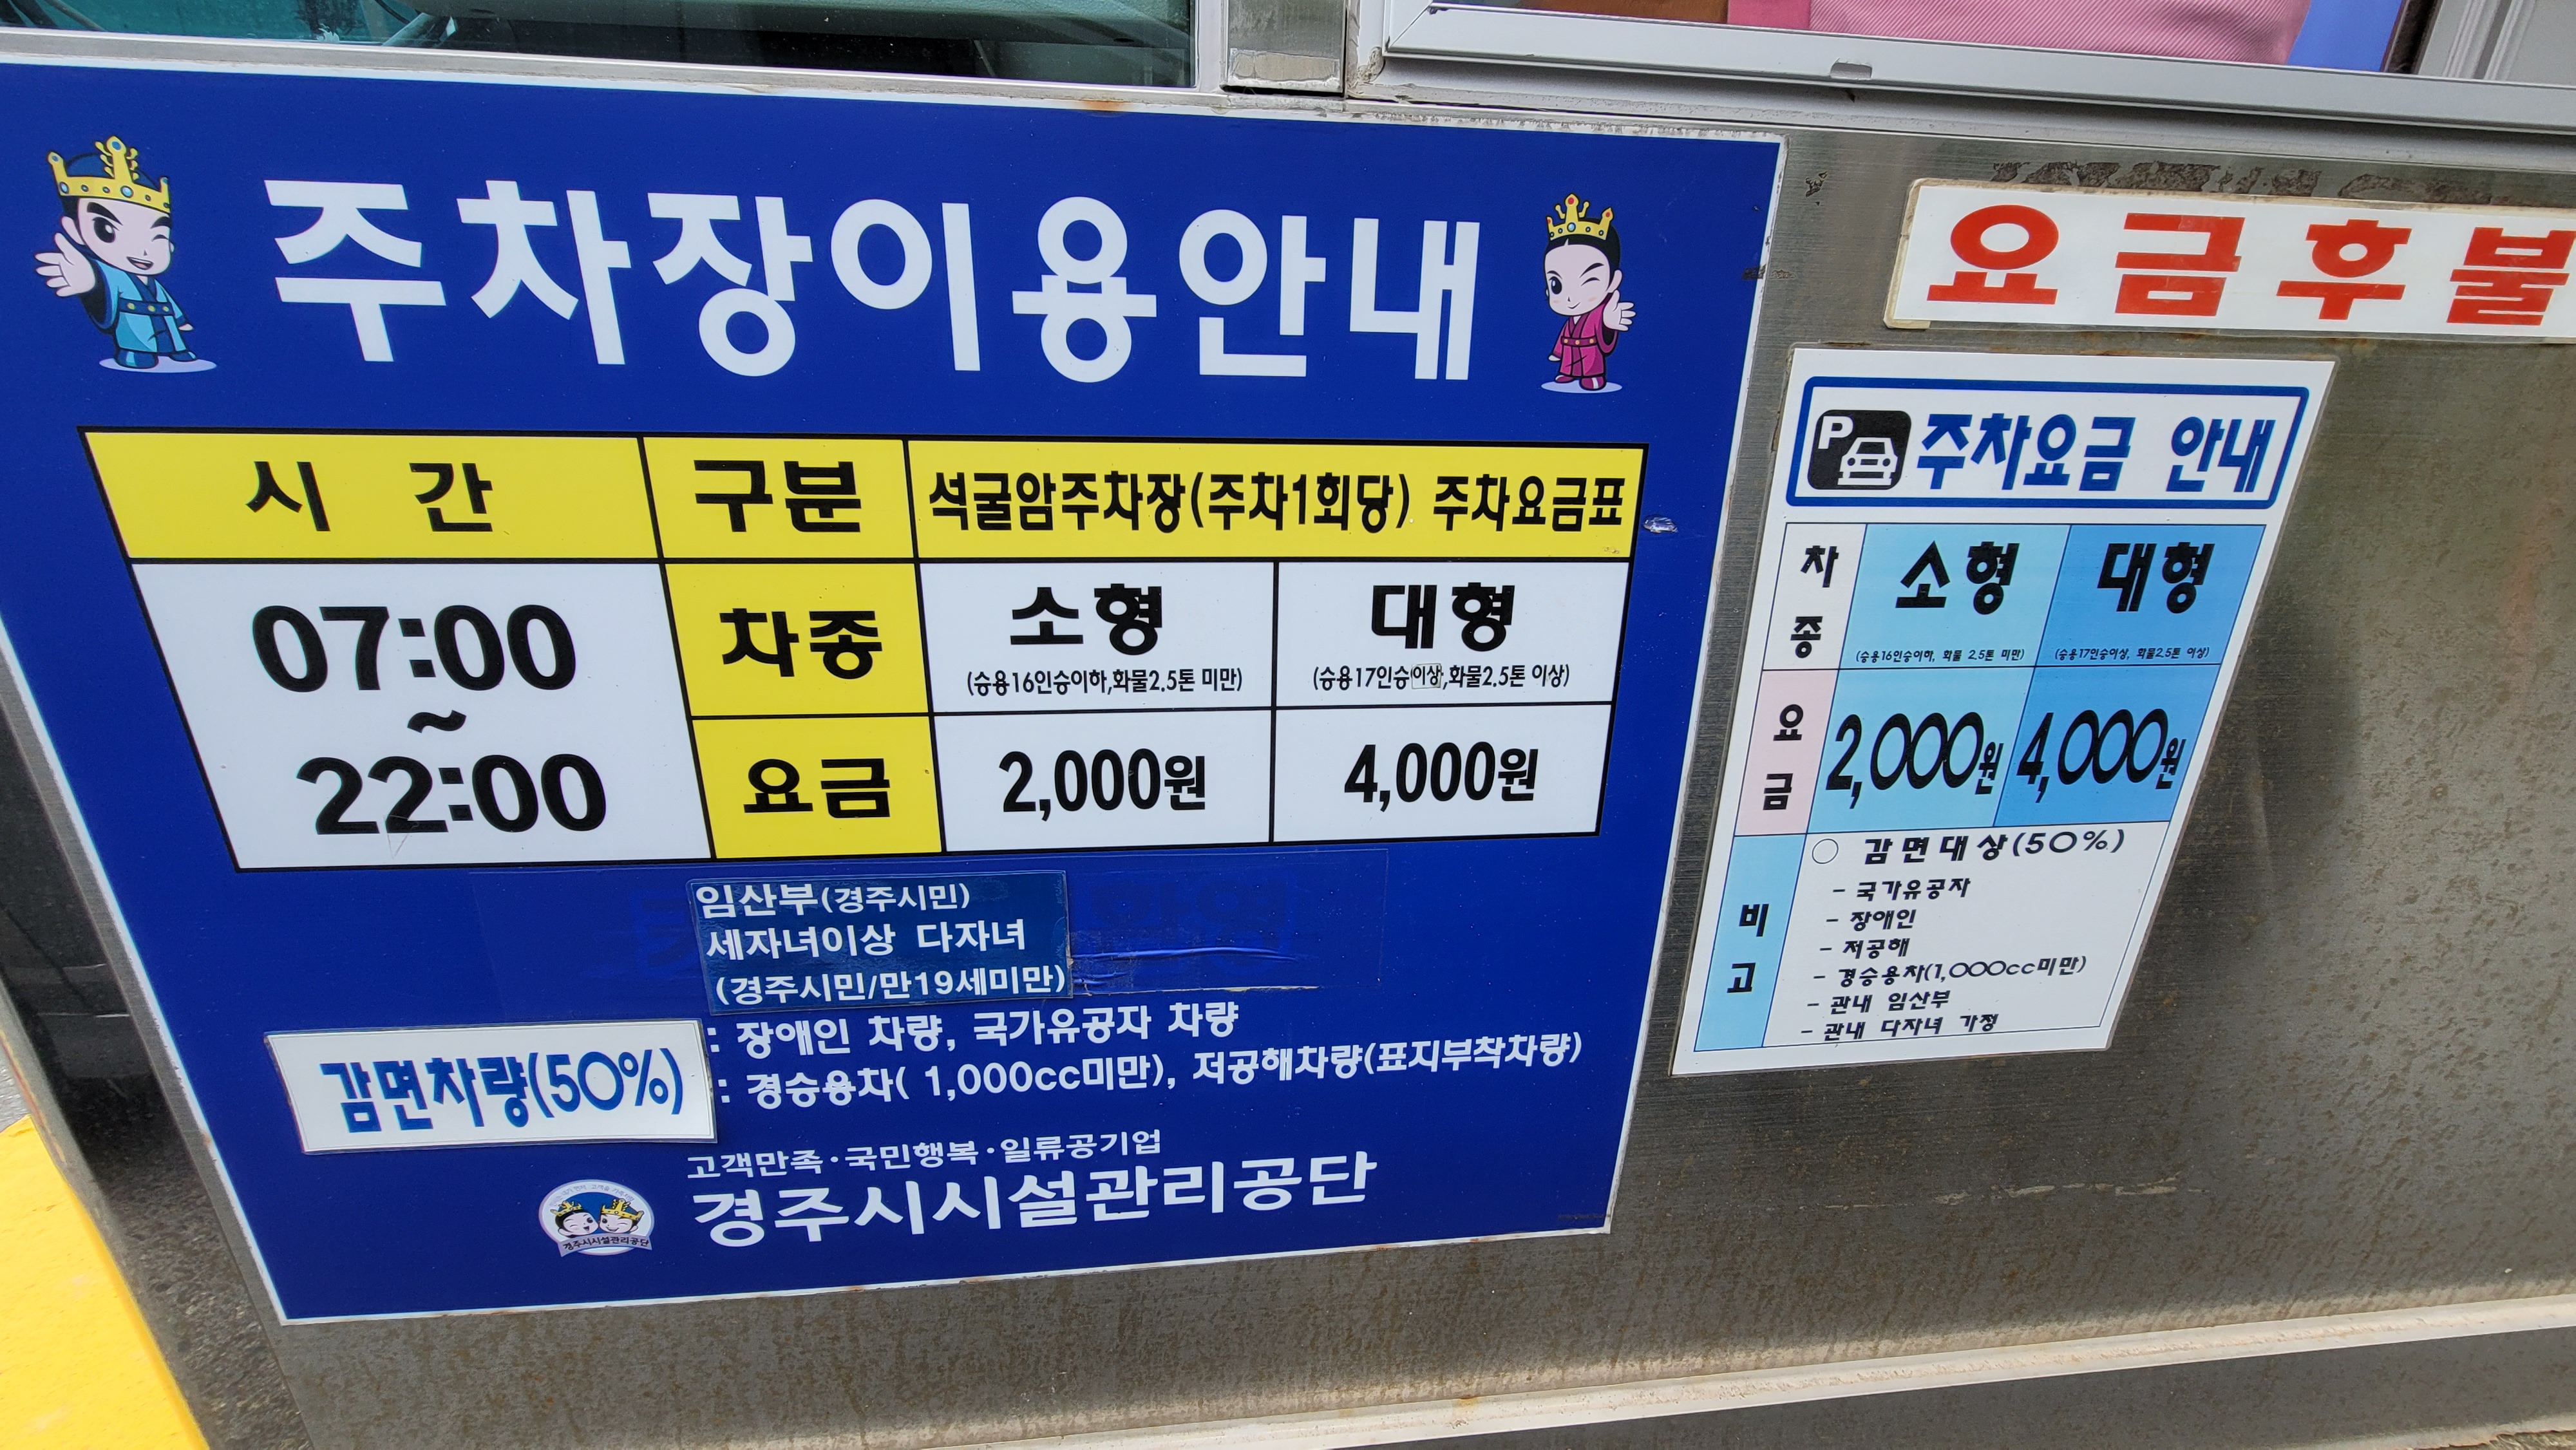 주차장이용안내
시 간 구분 석굴암주차장(주차1회당) 주차요금표
07:00 ~ 22:00
차종 소형 대형
(승용16인승이하,화물2.5톤 미만) (승용17인승이상,화물2.5톤 이상)
요금 2,000원 4,000원
임산부(경주시민)
세자녀이상 다자녀
(경주시민/만19세미만)
감면차량(50%)
: 장애인 차량, 국가유공자 차량
: 경승용차( 1,000cc미만), 저공해차량(표지부착차량)
고객만족·국민행복·일류공기업
경주시시설관리공단
경주시시설관리공단
요금후불
P 주차요금 안내
차종 소형 대형
(승용16인승이하, 화물 2.5톤 미만) (승용17인승이상, 화물2.5톤 이상)
요금 2,000원 4,000원
비고
○ 감면대상(50%)
- 국가유공자
- 장애인
- 저공해
- 경승용차(1,000cc미만)
- 관내 임산부
- 관내 다자녀 가정